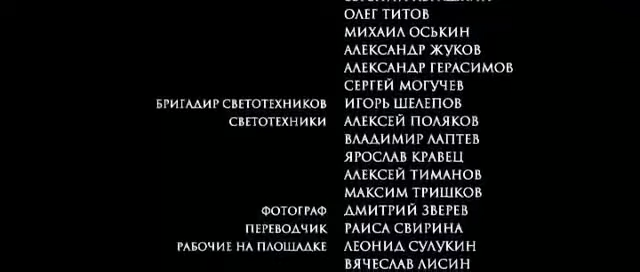 ОЛЕГ ТИТОВ
МИХАИЛ ОСЬКИН
АЛЕКСАНДР ЖУКОВ
АЛЕКСАНДР ГЕРАСИМОВ
СЕРГЕЙ МОГУЧЕВ
БРИГАДИР СВЕТОТЕХНИКОВ ИГОРЬ ШЕЛЕПОВ
СВЕТОТЕХНИКИ АЛЕКСЕЙ ПОЛЯКОВ
ВЛАДИМИР ЛАПТЕВ
ЯРОСЛАВ КРАВЕЦ
АЛЕКСЕЙ ТИМАНОВ
МАКСИМ ТРИШКОВ
ФОТОГРАФ ДМИТРИЙ ЗВЕРЕВ
ПЕРЕВОДЧИК РАИСА СВИРИНА
РАБОЧИЕ НА ПЛОЩАДКЕ ЛЕОНИД СУЛУКИН
ВЯЧЕСЛАВ ЛИСИН